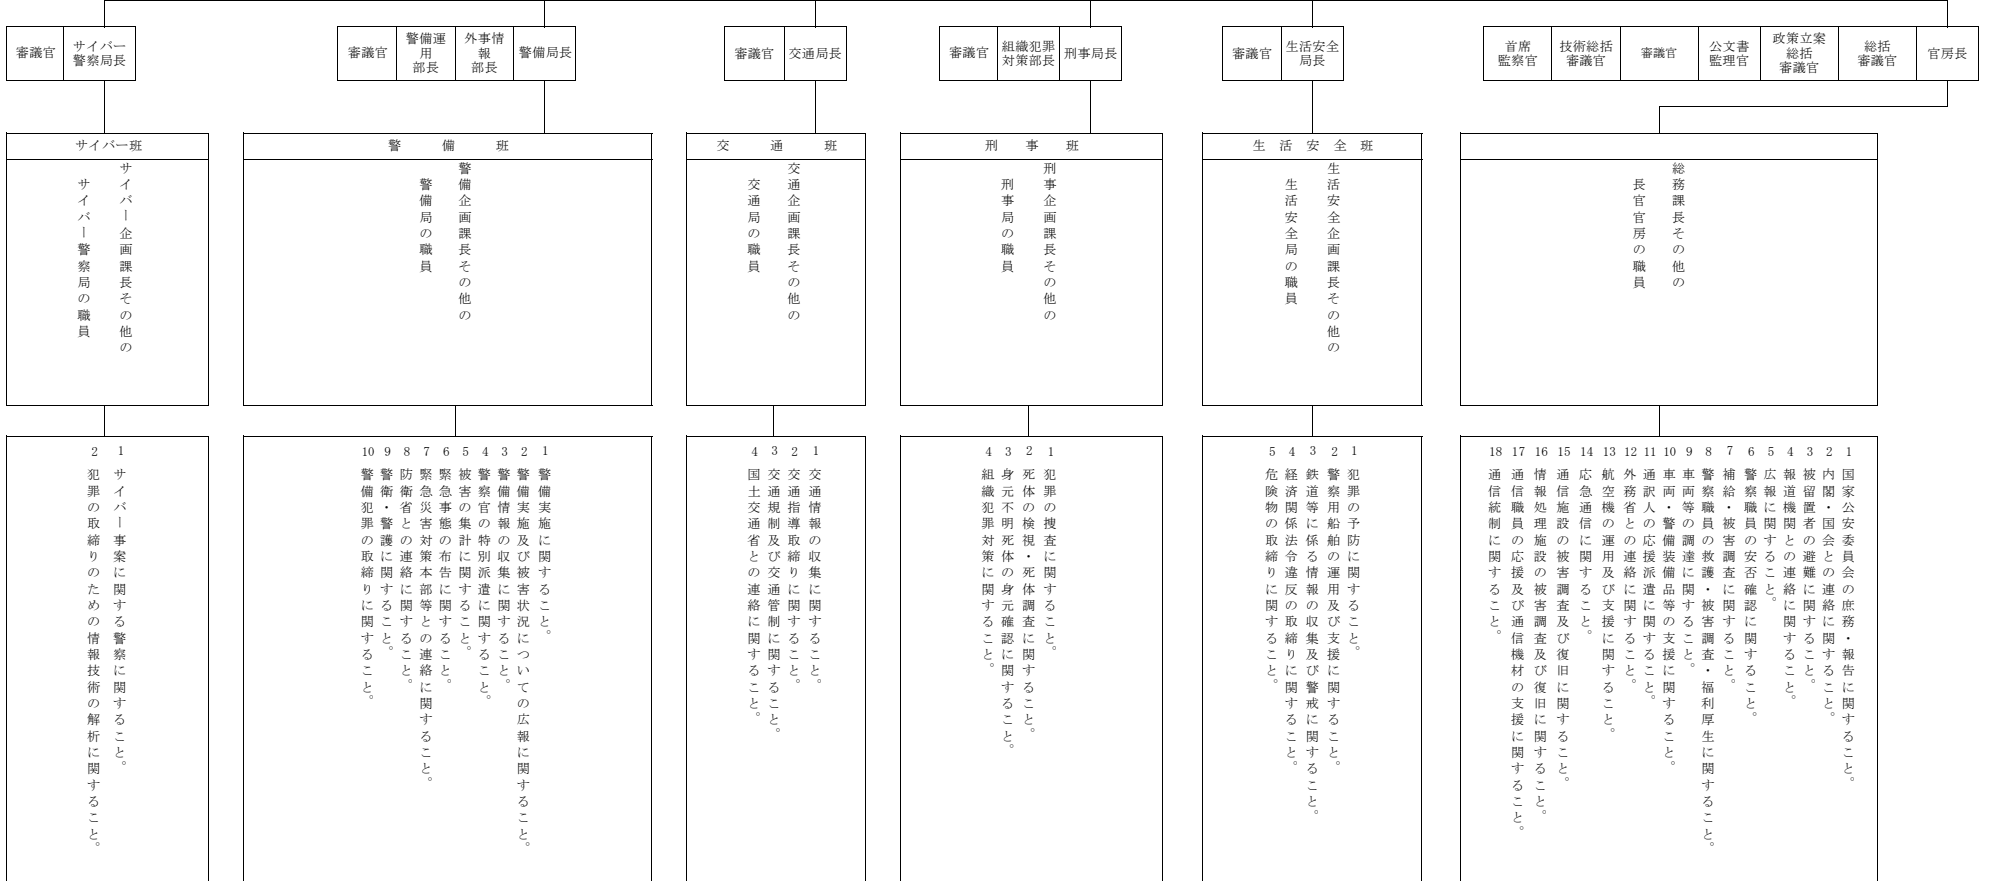 官房長
総括
審議官
政策立案
総括
審議官
公文書
監理官
審議官
技術総括
審議官
首席
監察官
生活安全
局長
審議官
刑事局長
組織犯罪
対策部長
審議官
交通局長
審議官
警備局長
外事情
報
部長
警備運
用
部長
審議官
サイバー
警察局長
審議官
総務課長その他の
長官官房の職員
生活安全班
生活安全企画課長その他の
生活安全局の職員
刑事班
刑事企画課長その他の
刑事局の職員
交通班
交通企画課長その他の
交通局の職員
警備班
警備企画課長その他の
警備局の職員
サイバー班
サイバー企画課長その他の
サイバー警察局の職員
1 国家公安委員会の庶務・報告に関すること。
2 内閣・国会との連絡に関すること。
3 被留置者の避難に関すること。
4 報道機関との連絡に関すること。
5 広報に関すること。
6 警察職員の安否確認に関すること。
7 補給・被害調査に関すること。
8 警察職員の救護・被害調査・福利厚生に関すること。
9 車両等の調達に関すること。
10 車両・警備装備品等の支援に関すること。
11 通訳人の応援派遣に関すること。
12 外務省との連絡に関すること。
13 航空機の運用及び支援に関すること。
14 応急通信に関すること。
15 通信施設の被害調査及び復旧に関すること。
16 情報処理施設の被害調査及び復旧に関すること。
17 通信職員の応援及び通信機材の支援に関すること。
18 通信統制に関すること。
1 犯罪の予防に関すること。
2 警察用船舶の運用及び支援に関すること。
3 鉄道等に係る情報の収集及び警戒に関すること。
4 経済関係法令違反の取締りに関すること。
5 危険物の取締りに関すること。
1 犯罪の捜査に関すること。
2 死体の検視・死体調査に関すること。
3 身元不明死体の身元確認に関すること。
4 組織犯罪対策に関すること。
1 交通情報の収集に関すること。
2 交通指導取締りに関すること。
3 交通規制及び交通管制に関すること。
4 国土交通省との連絡に関すること。
1 警備実施に関すること。
2 警備実施及び被害状況についての広報に関すること。
3 警備情報の収集に関すること。
4 警察官の特別派遣に関すること。
5 被害の集計に関すること。
6 緊急事態の布告に関すること。
7 緊急災害対策本部等との連絡に関すること。
8 防衛省との連絡に関すること。
9 警衛・警護に関すること。
10 警備犯罪の取締りに関すること。
1 サイバー事案に関する警察に関すること。
2 犯罪の取締りのための情報技術の解析に関すること。